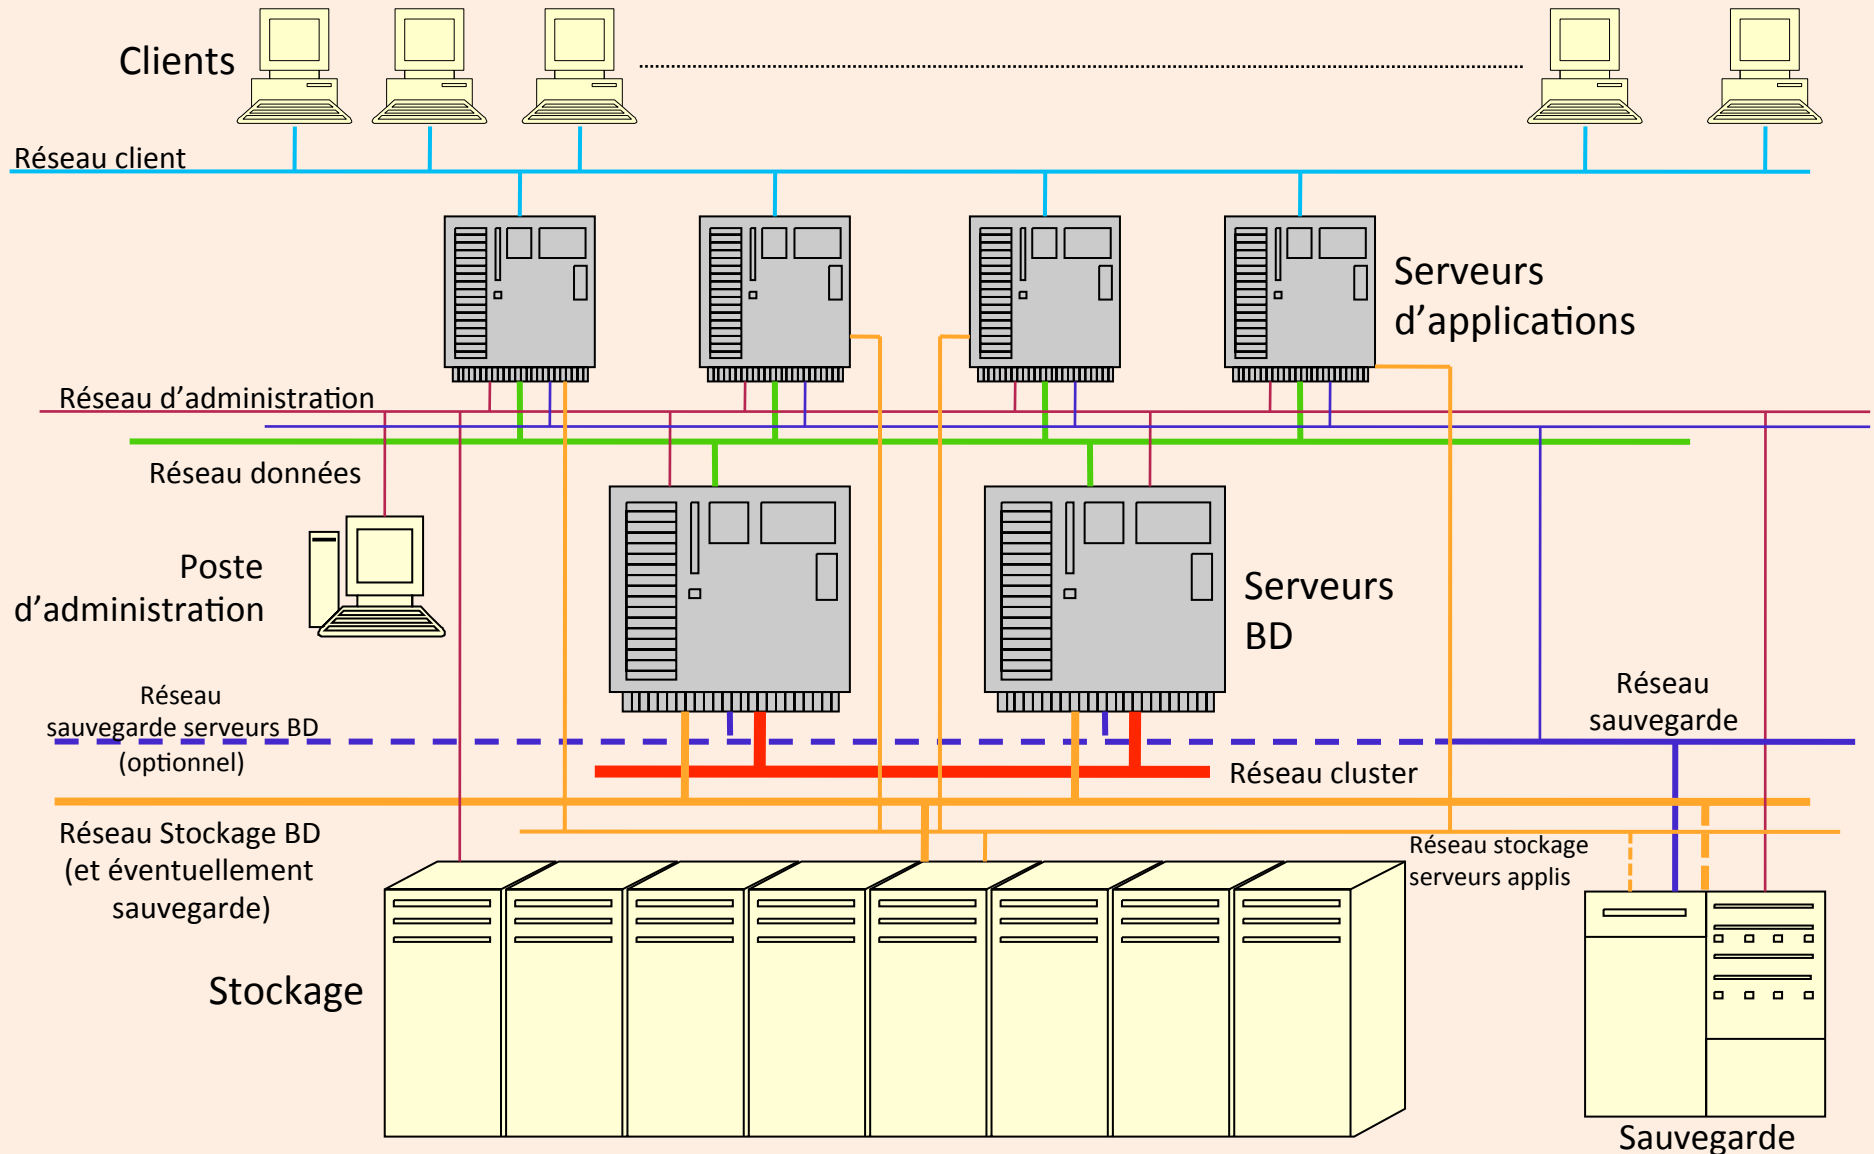 Clients
Réseau client
Serveurs
d’applications
Réseau d’administration
Réseau données
Poste
d’administration
Serveurs
BD
Réseau
sauvegarde serveurs BD
(optionnel)
Réseau
sauvegarde
Réseau cluster
Réseau Stockage BD
(et éventuellement
sauvegarde)
Réseau stockage
serveurs applis
Stockage
Sauvegarde